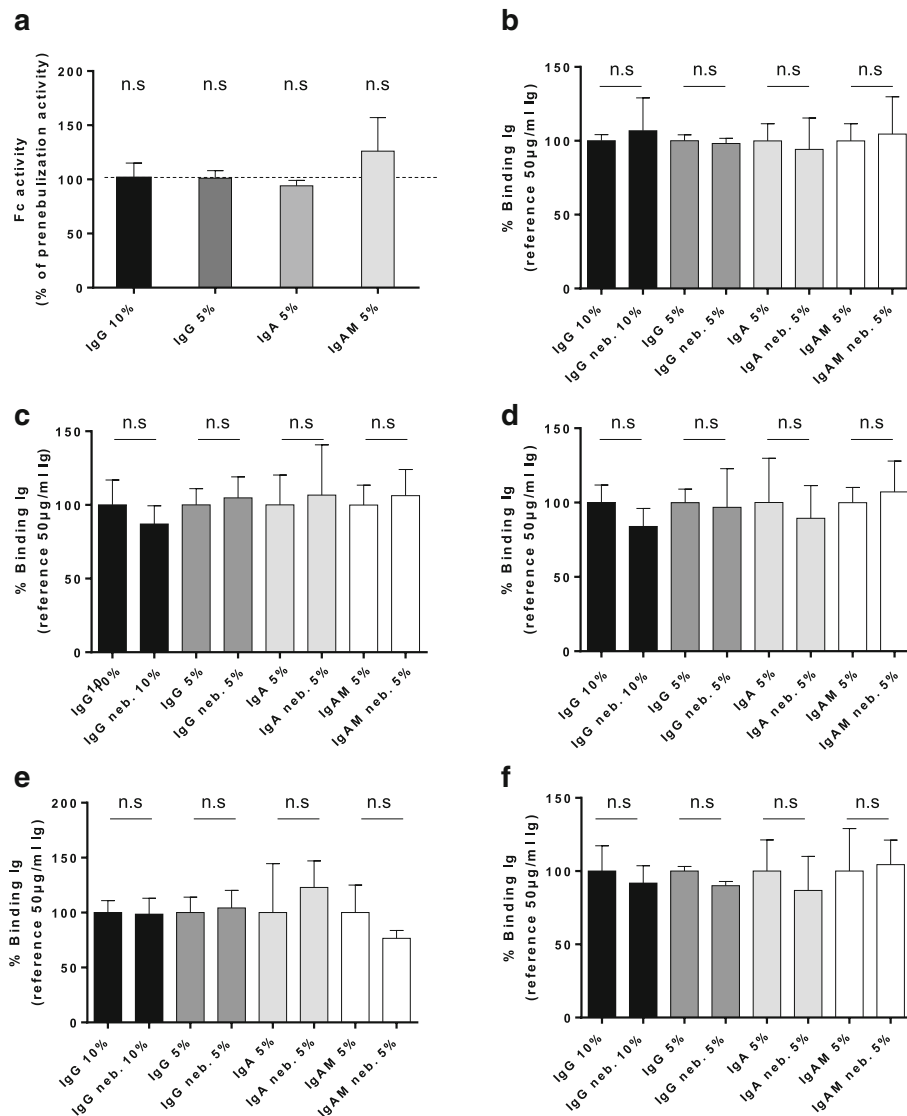 a
Fc activity
(% of prenebulization activity)
200
150
100
50
0
n.s n.s n.s n.s
IgG 10% IgG 5% IgA 5% IgAM 5%
b
% Binding Ig
(reference 50µg/ml Ig)
150
100
50
0
n.s n.s n.s n.s
IgG 10% IgG neb. 10% IgG 5% IgG neb. 5% IgA 5% IgA neb. 5% IgAM 5% IgAM neb. 5%
c
% Binding Ig
(reference 50µg/ml Ig)
150
100
50
0
n.s n.s n.s n.s
IgG 10% IgG neb. 10% IgG 5% IgG neb. 5% IgA 5% IgA neb. 5% IgAM 5% IgAM neb. 5%
d
% Binding Ig
(reference 50µg/ml Ig)
150
100
50
0
n.s n.s n.s n.s
IgG 10% IgG neb. 10% IgG 5% IgG neb. 5% IgA 5% IgA neb. 5% IgAM 5% IgAM neb. 5%
e
% Binding Ig
(reference 50µg/ml Ig)
200
150
100
50
0
n.s n.s n.s n.s
IgG 10% IgG neb. 10% IgG 5% IgG neb. 5% IgA 5% IgA neb. 5% IgAM 5% IgAM neb. 5%
f
% Binding Ig
(reference 50µg/ml Ig)
150
100
50
0
n.s n.s n.s n.s
IgG 10% IgG neb. 10% IgG 5% IgG neb. 5% IgA 5% IgA neb. 5% IgAM 5% IgAM neb. 5%